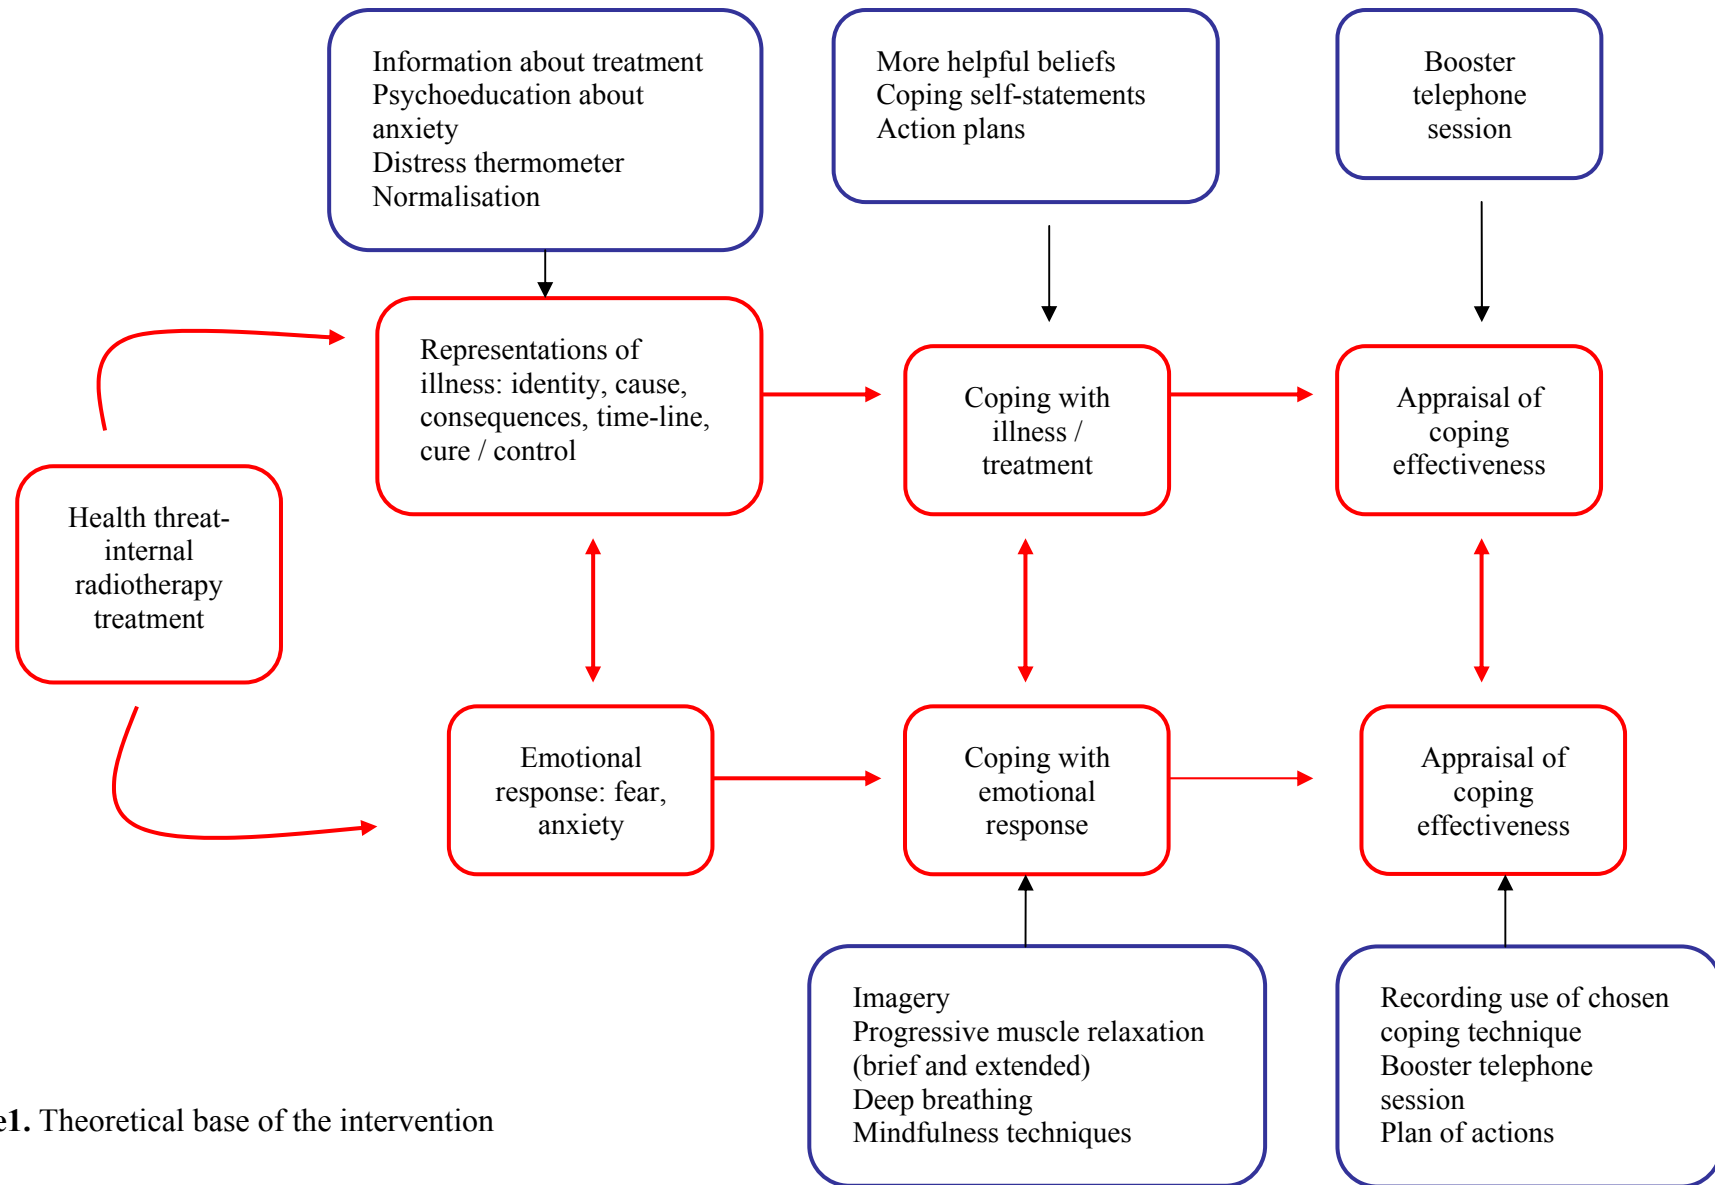 Information about treatment
Psychoeducation about
anxiety
Distress thermometer
Normalisation
More helpful beliefs
Coping self-statements
Action plans
Booster
telephone
session
Representations of
illness: identity, cause,
consequences, time-line,
cure / control
Coping with
illness /
treatment
Appraisal of
coping
effectiveness
Health threat-
internal
radiotherapy
treatment
Emotional
response: fear,
anxiety
Coping with
emotional
response
Appraisal of
coping
effectiveness
Imagery
Progressive muscle relaxation
(brief and extended)
Deep breathing
Mindfulness techniques
Recording use of chosen
coping technique
Booster telephone
session
Plan of actions
e1. Theoretical base of the intervention